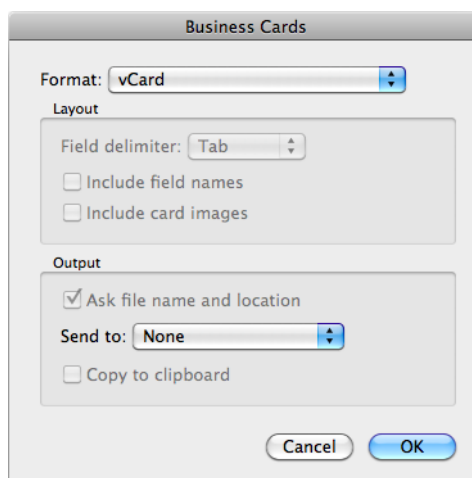 Business Cards
Format: vCard
Layout
Field delimiter: Tab
Include field names
Include card images
Output
Ask file name and location
Send to: None
Copy to clipboard
Cancel OK